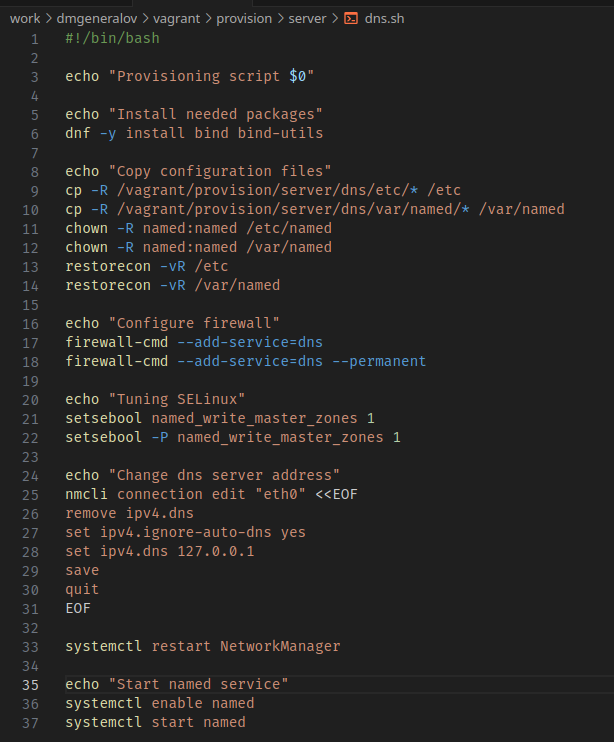 work > dmgeneralov > vagrant > provision > server > dns.sh
1 #!/bin/bash
2
3 echo "Provisioning script $0"
4
5 echo "Install needed packages"
6 dnf -y install bind bind-utils
7
8 echo "Copy configuration files"
9 cp -R /vagrant/provision/server/dns/etc/* /etc
10 cp -R /vagrant/provision/server/dns/var/named/* /var/named
11 chown -R named:named /etc/named
12 chown -R named:named /var/named
13 restorecon -vR /etc
14 restorecon -vR /var/named
15
16 echo "Configure firewall"
17 firewall-cmd --add-service=dns
18 firewall-cmd --add-service=dns --permanent
19
20 echo "Tuning SELinux"
21 setsebool named_write_master_zones 1
22 setsebool -P named_write_master_zones 1
23
24 echo "Change dns server address"
25 nmcli connection edit "eth0" <<EOF
26 remove ipv4.dns
27 set ipv4.ignore-auto-dns yes
28 set ipv4.dns 127.0.0.1
29 save
30 quit
31 EOF
32
33 systemctl restart NetworkManager
34
35 echo "Start named service"
36 systemctl enable named
37 systemctl start named